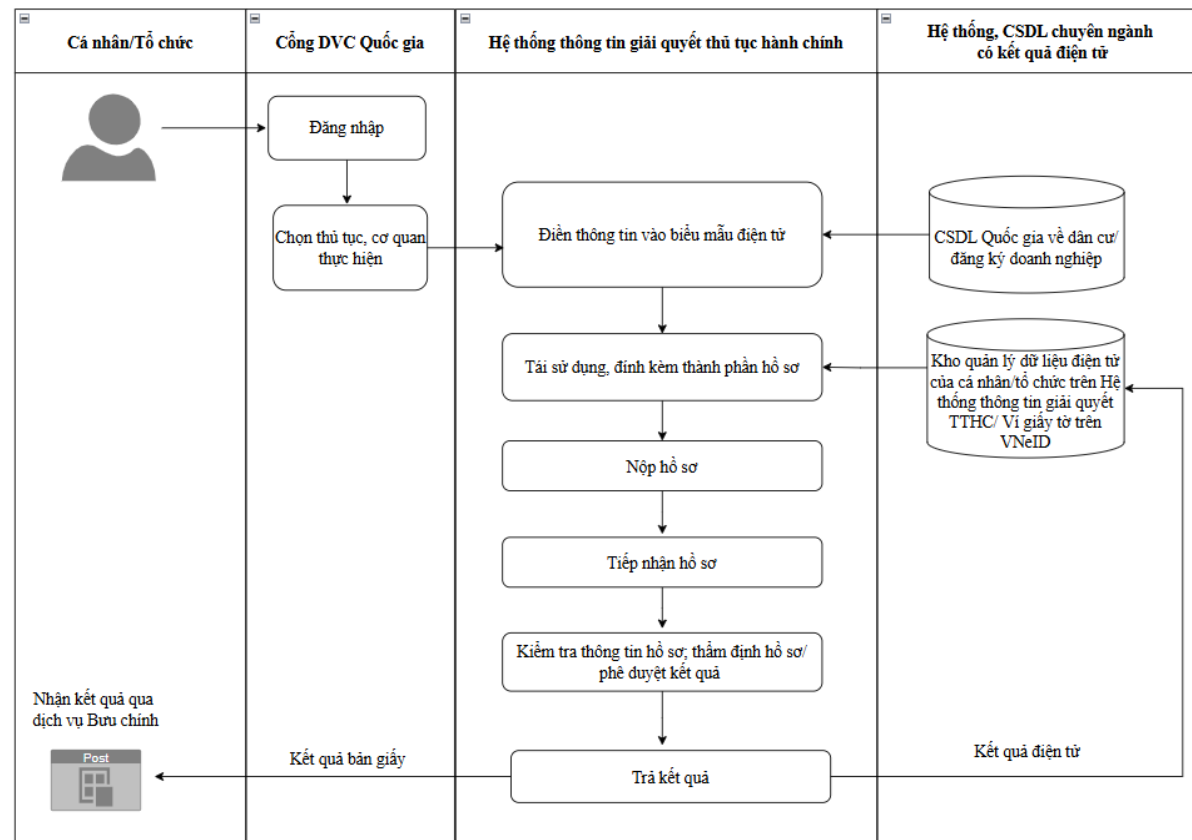 Cá nhân/Tổ chức
Cổng DVC Quốc gia
Hệ thống thông tin giải quyết thủ tục hành chính
Hệ thống, CSDL chuyên ngành
có kết quả điện tử
Đăng nhập
Chọn thủ tục, cơ quan
thực hiện
Điền thông tin vào biểu mẫu điện tử
CSDL Quốc gia về dân cư/
đăng ký doanh nghiệp
Tái sử dụng, đính kèm thành phần hồ sơ
Kho quản lý dữ liệu điện tử
của cá nhân/tổ chức trên Hệ
thống thông tin giải quyết
TTHC/ Ví giấy tờ trên
VNeID
Nộp hồ sơ
Tiếp nhận hồ sơ
Kiểm tra thông tin hồ sơ; thẩm định hồ sơ/
phê duyệt kết quả
Nhận kết quả qua
dịch vụ Bưu chính
Post
Kết quả bản giấy
Trả kết quả
Kết quả điện tử